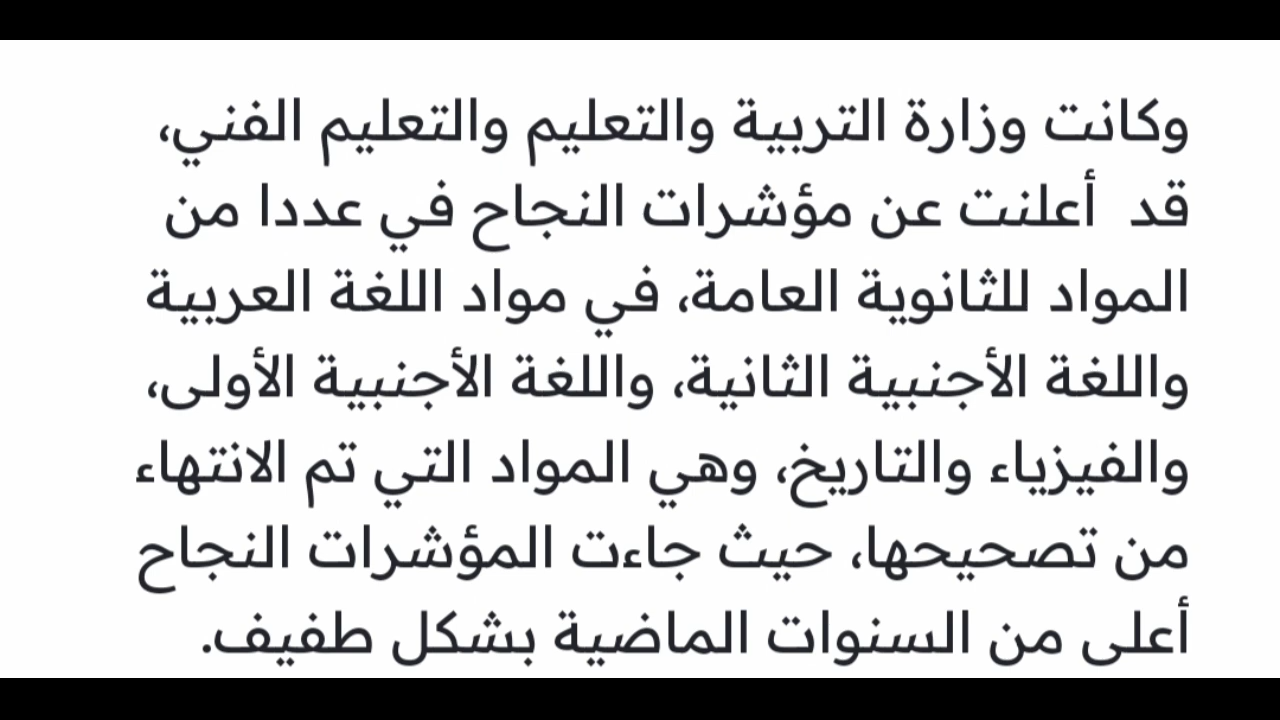 وكانت وزارة التربية والتعليم والتعليم الفني،
قد أعلنت عن مؤشرات النجاح في عددا من
المواد للثانوية العامة، في مواد اللغة العربية
واللغة الأجنبية الثانية، واللغة الأجنبية الأولى،
والفيزياء والتاريخ، وهي المواد التي تم الانتهاء
من تصحيحها، حيث جاءت المؤشرات النجاح
أعلى من السنوات الماضية بشكل طفيف.